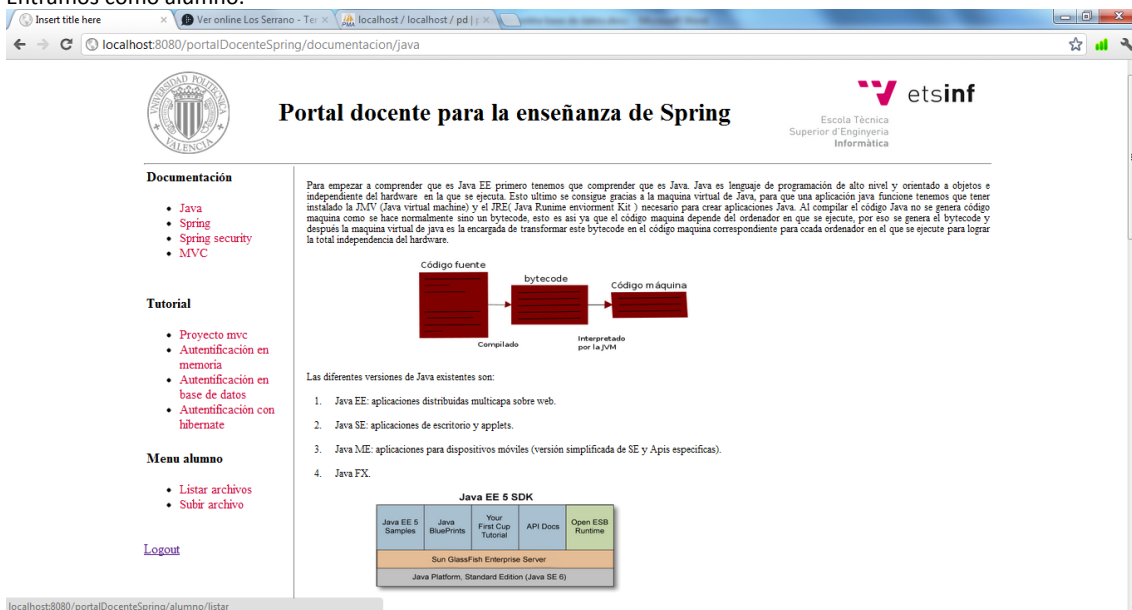 Entramos como alumno.
Insert title here
Ver online Los Serrano - Ter
localhost / localhost / pd |
localhost:8080/portalDocenteSpring/documentacion/java
UNIVERSIDAD POLITECNICA
VALENCIA
Portal docente para la enseñanza de Spring
etsinf
Escola Tècnica
Superior d'Enginyeria
Informàtica
Documentación
Java
Spring
Spring security
MVC
Tutorial
Proyecto mvc
Autentificación en
memoria
Autentificación en
base de datos
Autentificación con
hibernate
Menu alumno
Listar archivos
Subir archivo
Logout
Para empezar a comprender que es Java EE primero tenemos que comprender que es Java. Java es lenguaje de programación de alto nivel y orientado a objetos e
independiente del hardware en la que se ejecuta. Esto ultimo se consigue gracias a la maquina virtual de Java, para que una aplicación java funcione tenemos que tener
instalado la JMV (Java virtual machine) y el JRE( Java Runime enviorment Kit ) necesario para crear aplicaciones Java. Al compilar el código Java no se genera código
maquina como se hace normalmente sino un bytecode, esto es asi ya que el código maquina depende del ordenador en que se ejecute, por eso se genera el bytecode y
después la maquina virtual de java es la encargada de transformar este bytecode en el código maquina correspondiente para ccada ordenador en el que se ejecute para lograr
la total independencia del hardware.
Código fuente
bytecode
Código máquina
Compilado
Interpretado
por la JVM
Las diferentes versiones de Java existentes son:
1. Java EE: aplicaciones distribuidas multicapa sobre web.
2. Java SE: aplicaciones de escritorio y applets.
3. Java ME: aplicaciones para dispositivos móviles (versión simplificada de SE y Apis especificas).
4. Java FX.
Java EE 5 SDK
Java EE 5
Samples
Java
BluePrints
Your
First Cup
Tutorial
API Docs
Open ESB
Runtime
Sun GlassFish Enterprise Server
Java Platform, Standard Edition (Java SE 6)
localhost:8080/portalDocenteSpring/alumno/listar